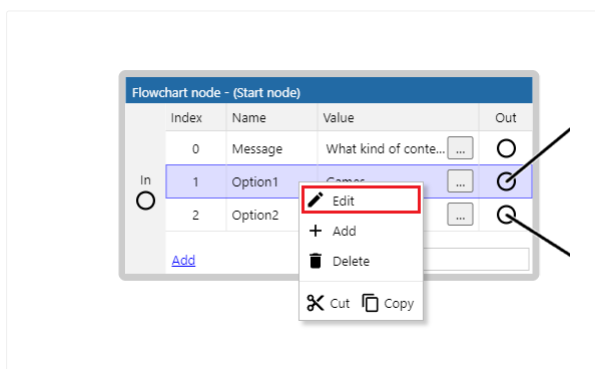 Flowchart node - (Start node)
Index Name Value Out
0 Message What kind of conte... ...
In
1 Option1 Games ...
2 Option2 ...
Add
Edit
Add
Delete
Cut Copy